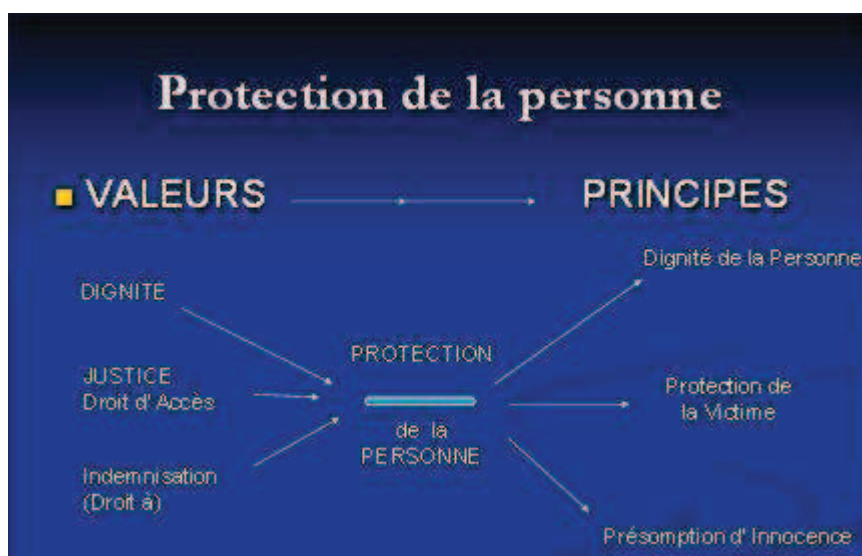 Protection de la personne
VALEURS PRINCIPES
Dignité de la Personne
DIGNITE
PROTECTION
JUSTICE
Droit d'Accès
Protection de
la Victime
de la
PERSONNE
Indemnisation
(Droit à)
Présomption d'Innocence